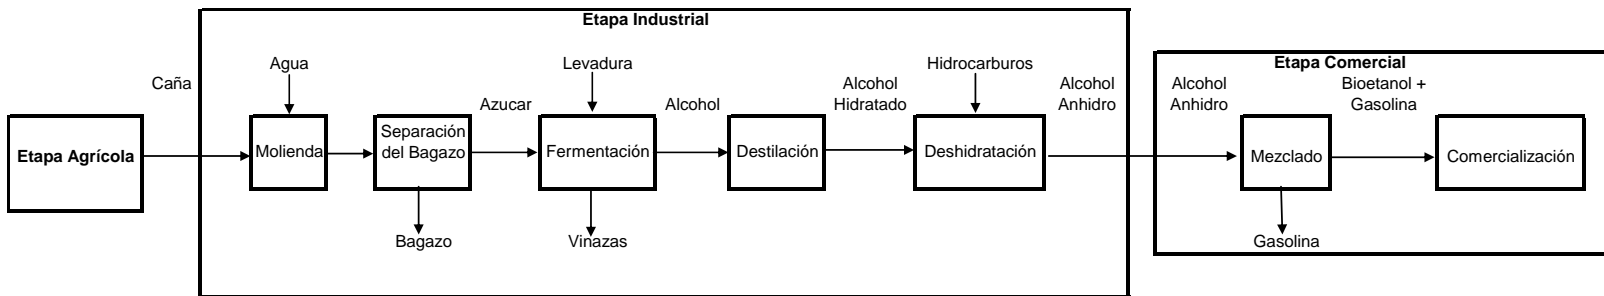 Etapa Industrial
Etapa Comercial
Agua
Levadura
Hidrocarburos
Caña
Azucar
Alcohol
Alcohol
Hidratado
Alcohol
Anhidro
Alcohol
Anhidro
Bioetanol +
Gasolina
Etapa Agrícola
Molienda
Separación
del Bagazo
Fermentación
Destilación
Deshidratación
Mezclado
Comercialización
Bagazo
Vinazas
Gasolina